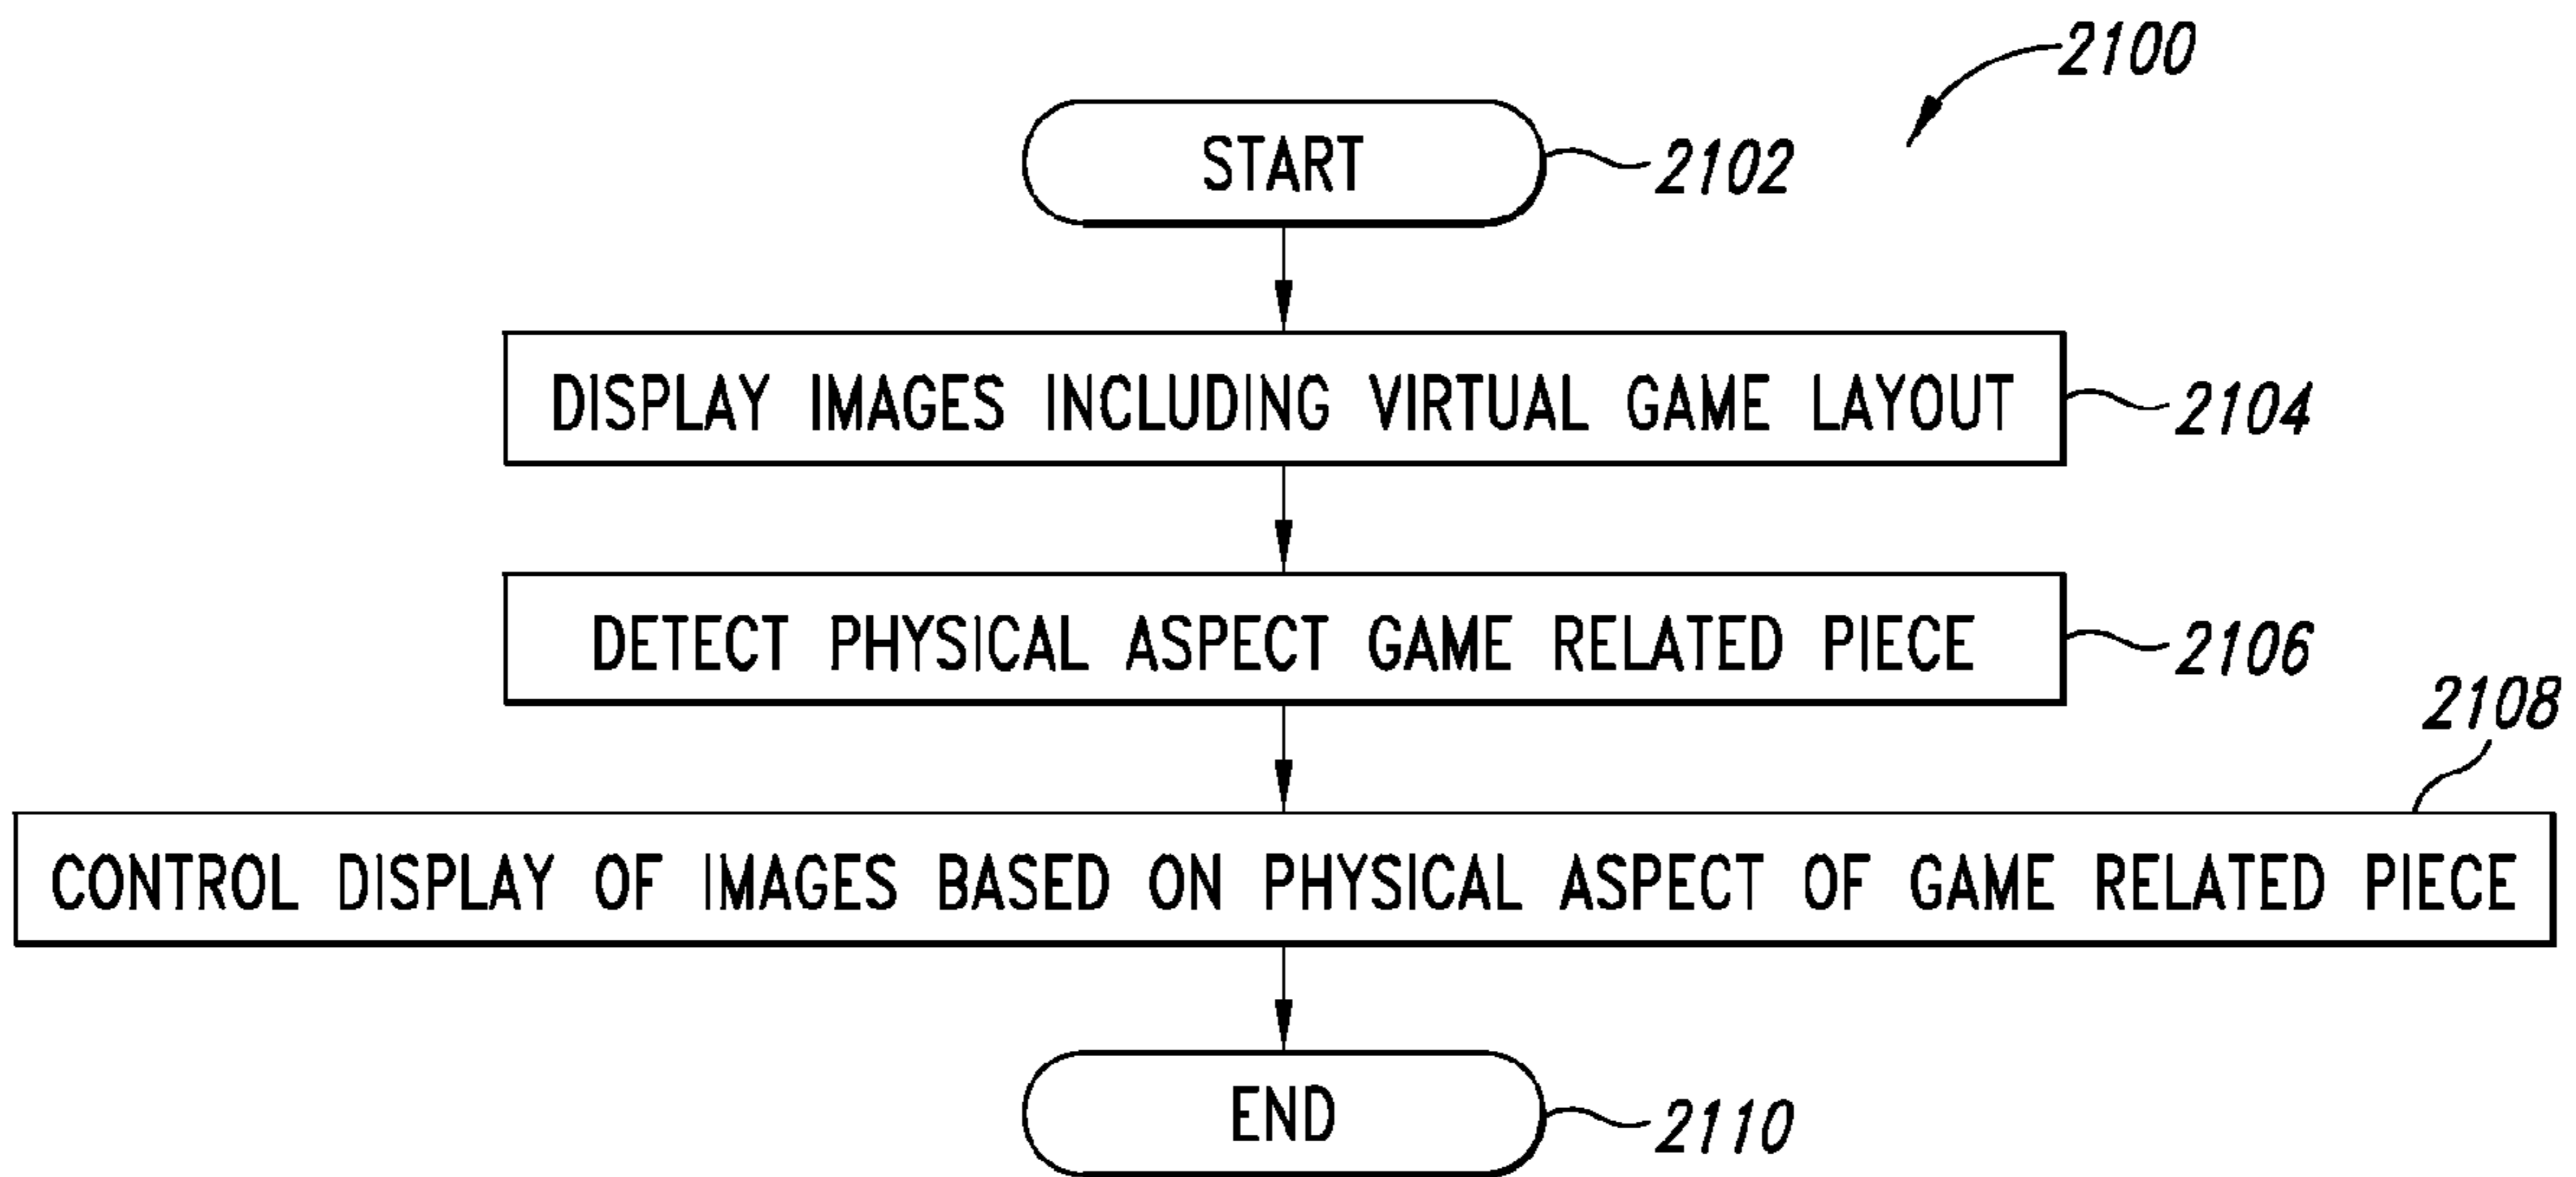 2100
START
2102
DISPLAY IMAGES INCLUDING VIRTUAL GAME LAYOUT
2104
DETECT PHYSICAL ASPECT GAME RELATED PIECE
2106
2108
CONTROL DISPLAY OF IMAGES BASED ON PHYSICAL ASPECT OF GAME RELATED PIECE
END
2110